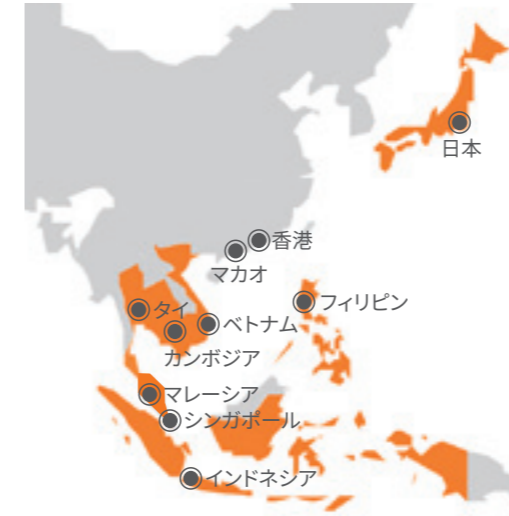 日本
香港
マカオ
タイ
フィリピン
ベトナム
カンボジア
マレーシア
シンガポール
インドネシア